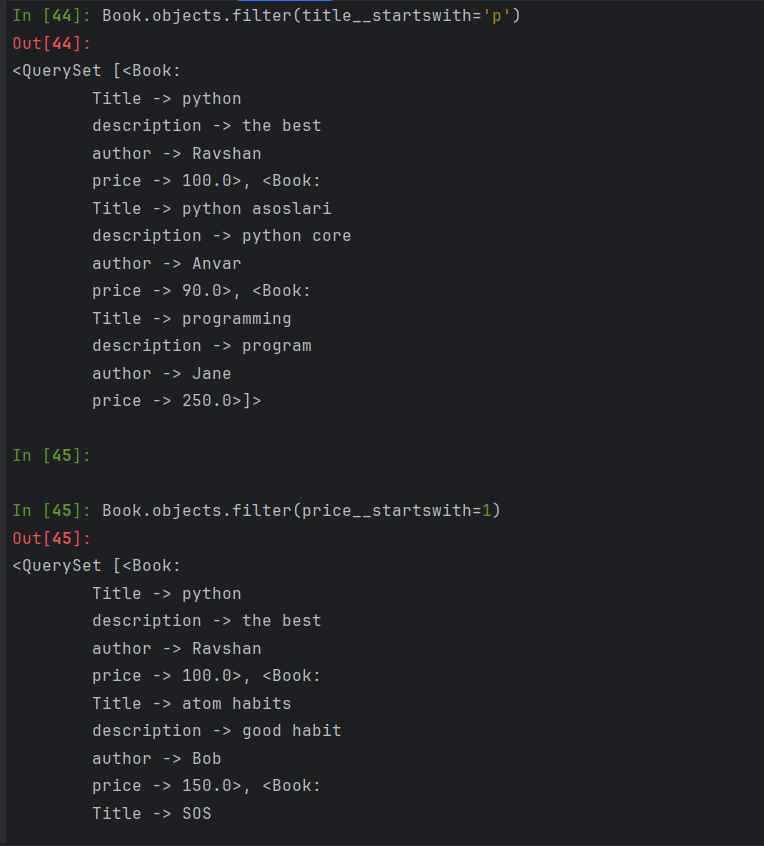 In [44]: Book.objects.filter(title__startswith='p')
Out[44]:
<QuerySet [<Book:
        Title -> python
        description -> the best
        author -> Ravshan
        price -> 100.0>, <Book:
        Title -> python asoslari
        description -> python core
        author -> Anvar
        price -> 90.0>, <Book:
        Title -> programming
        description -> program
        author -> Jane
        price -> 250.0>]>
In [45]:
In [45]: Book.objects.filter(price__startswith=1)
Out[45]:
<QuerySet [<Book:
        Title -> python
        description -> the best
        author -> Ravshan
        price -> 100.0>, <Book:
        Title -> atom habits
        description -> good habit
        author -> Bob
        price -> 150.0>, <Book:
        Title -> SOS